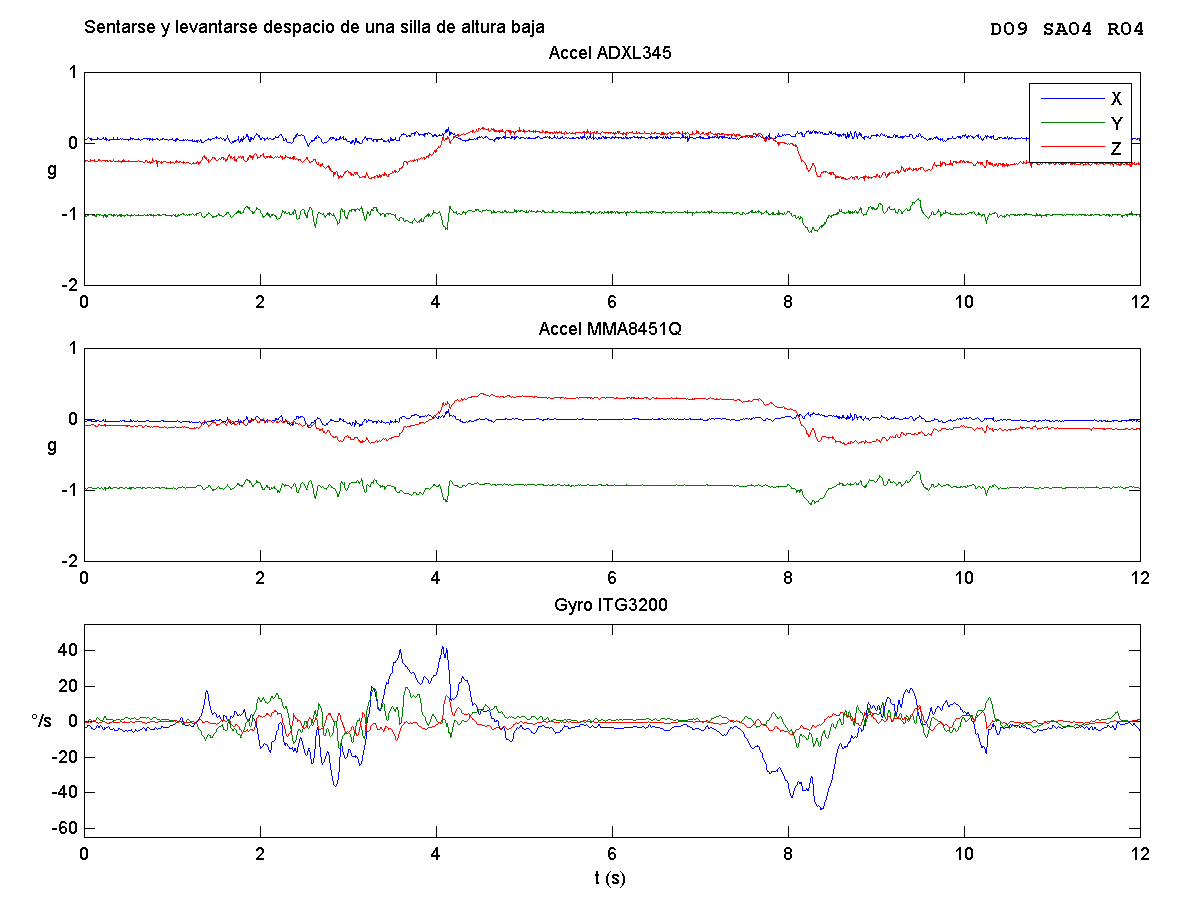 Sentarse y levantarse despacio de una silla de altura baja
D09 SA04 R04
Accel ADXL345
1
0
-1
-2
g
X
Y
Z
0 2 4 6 8 10 12
Accel MMA8451Q
1
0
-1
-2
g
0 2 4 6 8 10 12
Gyro ITG3200
40
20
0
-20
-40
-60
°/s
0 2 4 6 8 10 12
t (s)